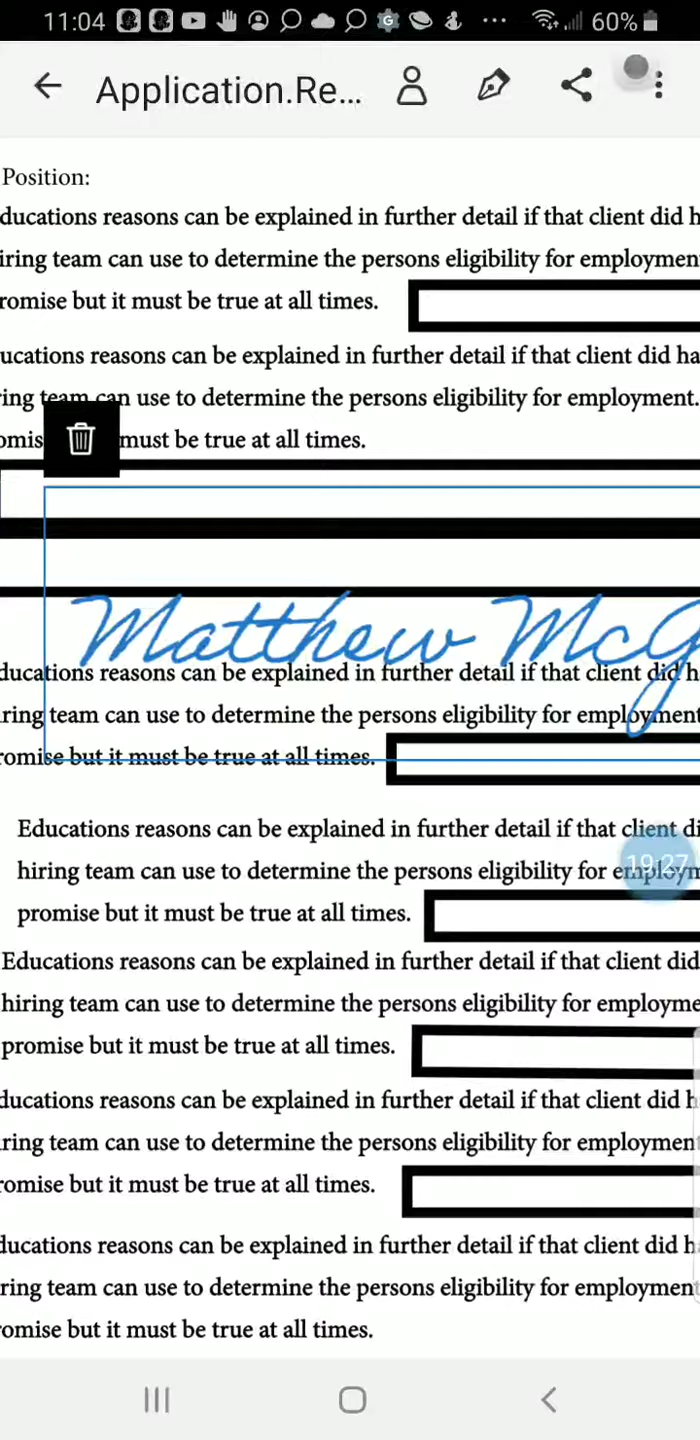 11:04 60%
Application.Re...
Position:
ducations reasons can be explained in further detail if that client did h
iring team can use to determine the persons eligibility for employmen
romise but it must be true at all times.
ucations reasons can be explained in further detail if that client did ha
ing team can use to determine the persons eligibility for employment.
omis must be true at all times.
Matthew McG
ducations reasons can be explained in further detail if that client did h
ring team can use to determine the persons eligibility for employment
romise but it must be true at all times.
Educations reasons can be explained in further detail if that client di
19:27
hiring team can use to determine the persons eligibility for employm
promise but it must be true at all times.
Educations reasons can be explained in further detail if that client did
hiring team can use to determine the persons eligibility for employme
promise but it must be true at all times.
ducations reasons can be explained in further detail if that client did h
ring team can use to determine the persons eligibility for employment
romise but it must be true at all times.
ducations reasons can be explained in further detail if that client did ha
ring team can use to determine the persons eligibility for employment
romise but it must be true at all times.